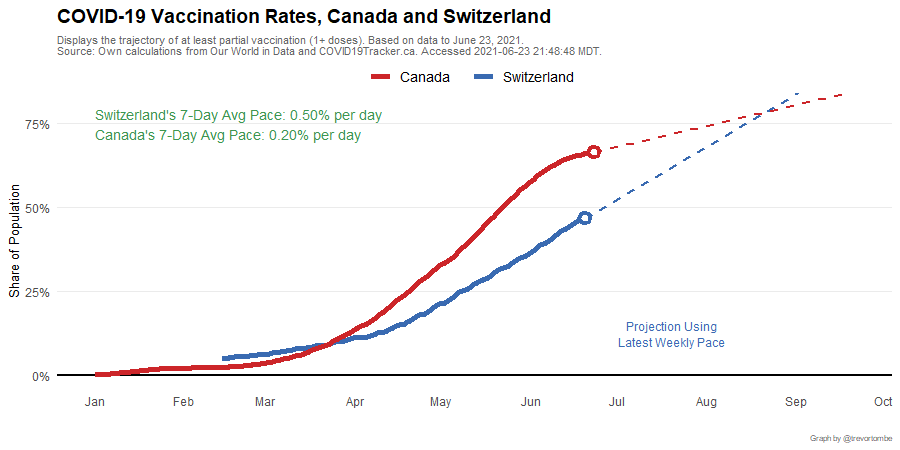 COVID-19 Vaccination Rates, Canada and Switzerland
Displays the trajectory of at least partial vaccination (1+ doses). Based on data to June 23, 2021.
Source: Own calculations from Our World in Data and COVID19Tracker.ca. Accessed 2021-06-23 21:48:48 MDT.
Canada Switzerland
Switzerland's 7-Day Avg Pace: 0.50% per day
Canada's 7-Day Avg Pace: 0.20% per day
Share of Population
75%
50%
25%
0%
Projection Using
Latest Weekly Pace
Jan Feb Mar Apr May Jun Jul Aug Sep Oct
Graph by @trevortombe